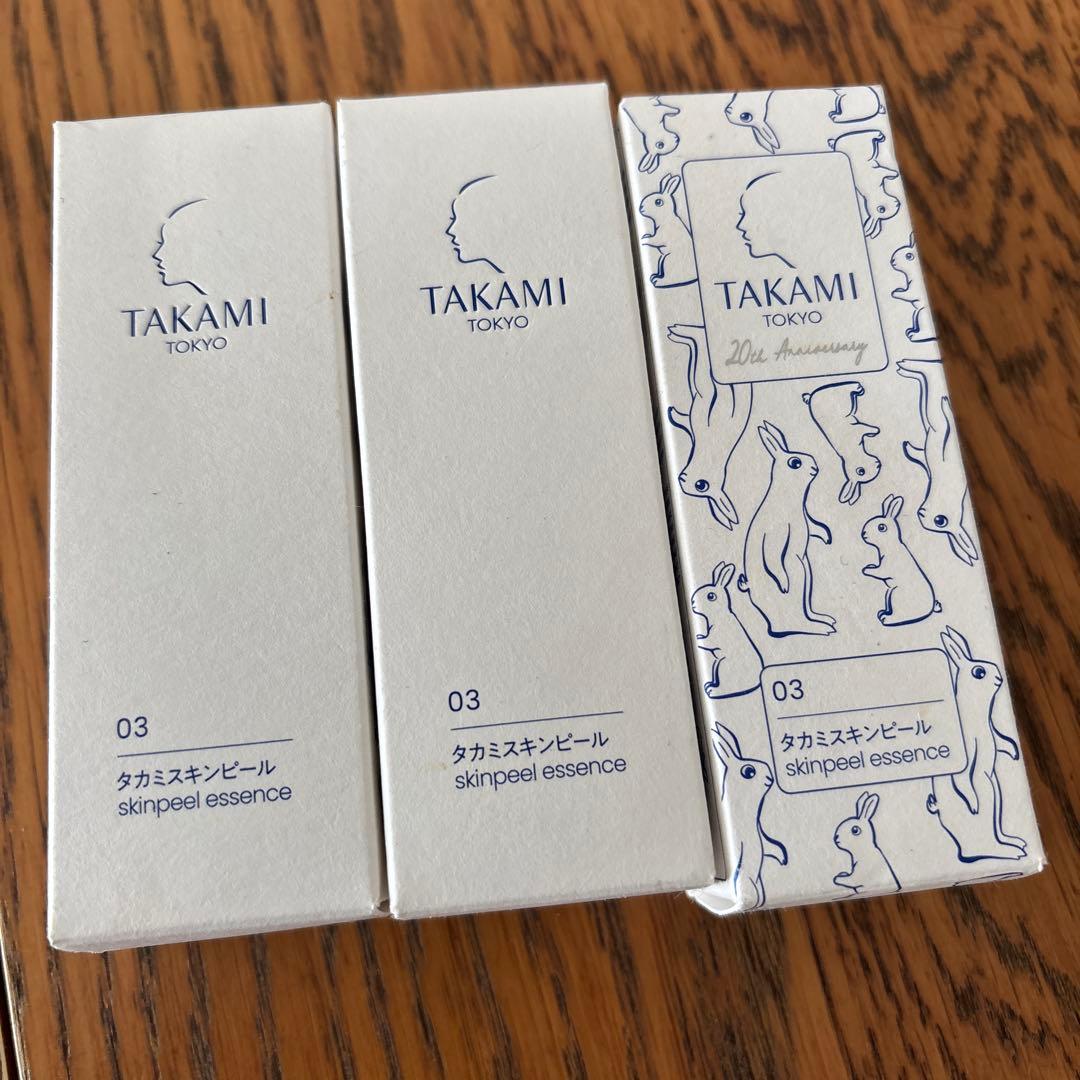 TAKAMI
TOKYO
03
タカミスキンピール
skinpeel essence
TAKAMI
TOKYO
03
タカミスキンピール
skinpeel essence
TAKAMI
TOKYO
20th Anniversary
03
タカミスキンピール
skinpeel essence